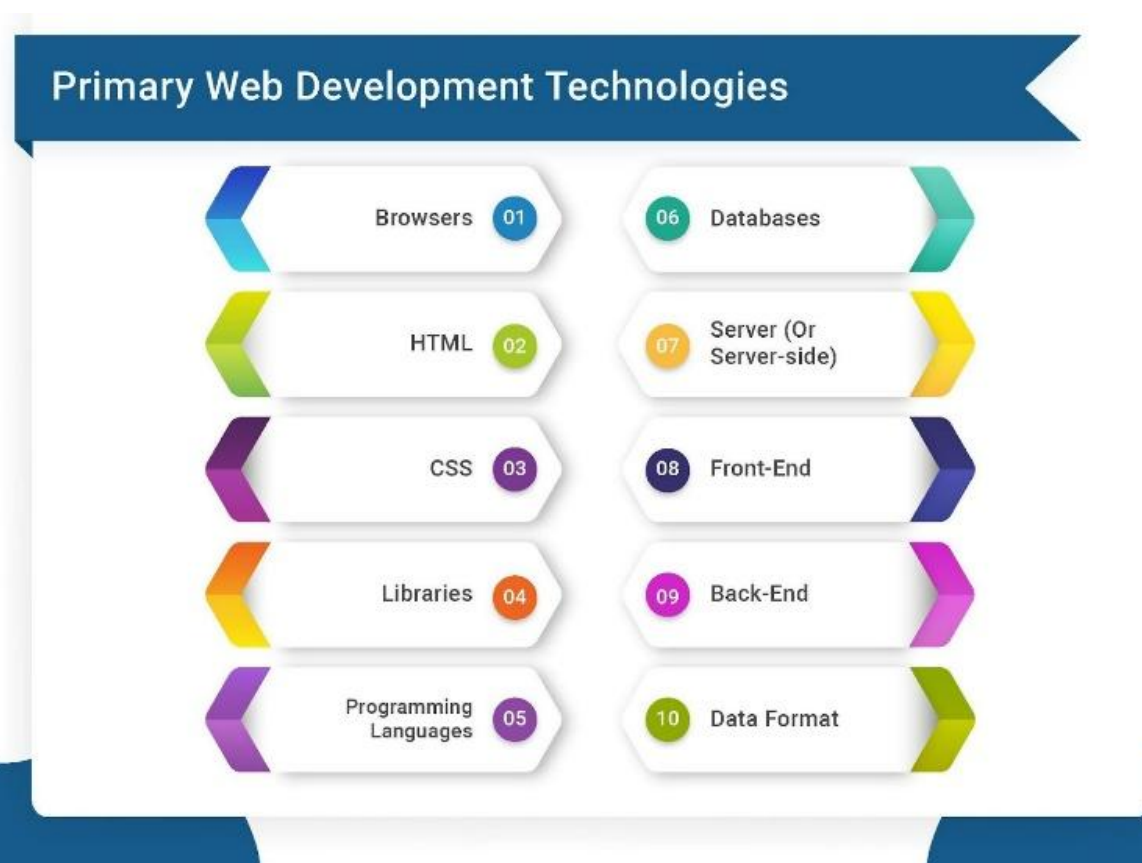 Primary Web Development Technologies
Browsers 01
HTML 02
CSS 03
Libraries 04
Programming
Languages 05
06 Databases
07 Server (Or
Server-side)
08 Front-End
09 Back-End
10 Data Format